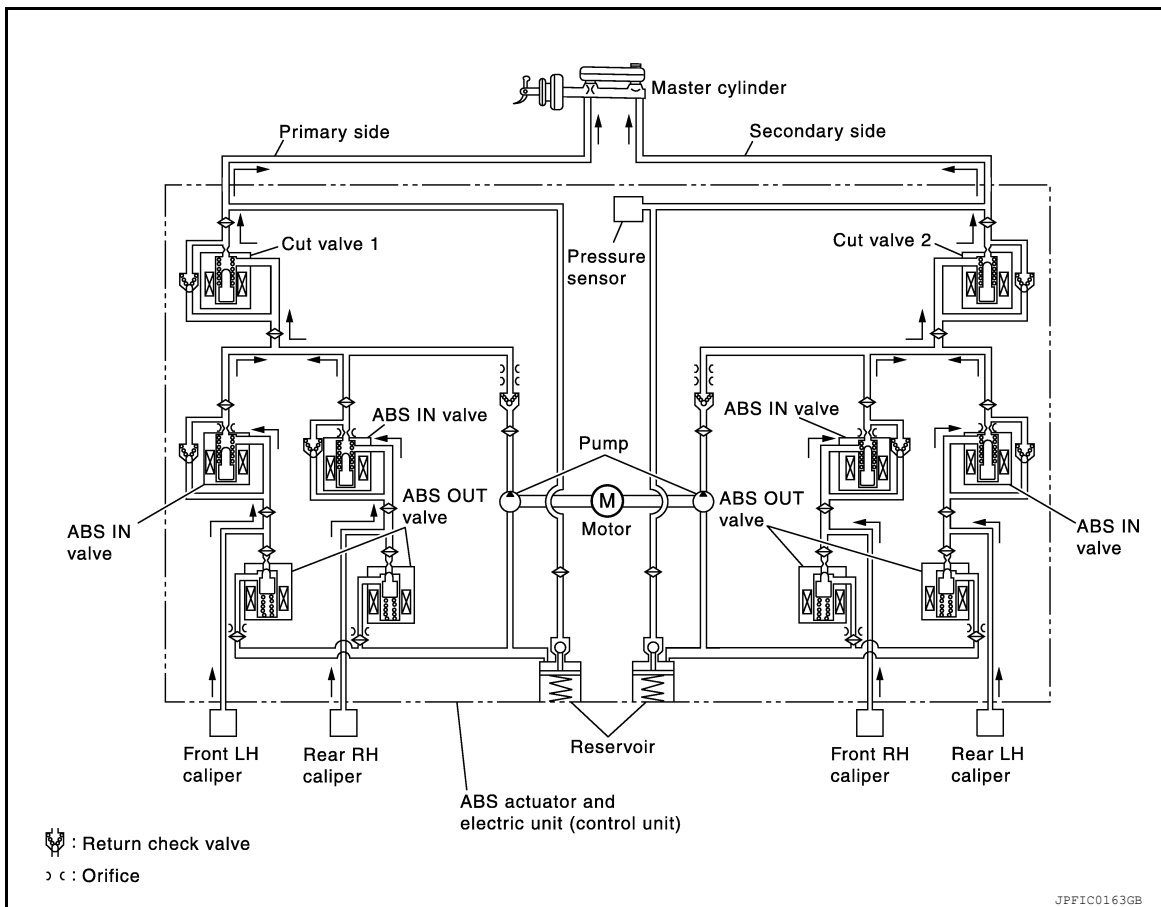 Master cylinder
Primary side
Secondary side
Cut valve 1
Pressure
sensor
Cut valve 2
ABS IN valve
ABS IN valve
Pump
ABS OUT
valve
M
Motor
ABS OUT
valve
ABS IN
valve
ABS IN
valve
Front LH
caliper
Rear RH
caliper
Reservoir
Front RH
caliper
Rear LH
caliper
ABS actuator and
electric unit (control unit)
: Return check valve
: Orifice
JPFIC0163GB